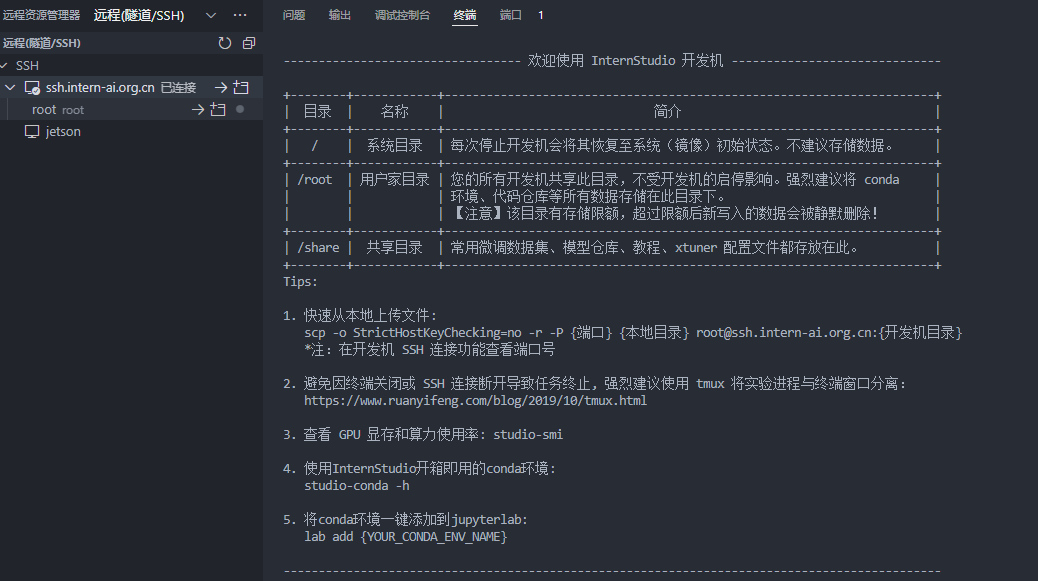 远程资源管理器 远程(隧道/SSH)
远程(隧道/SSH)
SSH
ssh.intern-ai.org.cn 已连接
root root
jetson
问题 输出 调试控制台 终端 端口 1
---------------------------------- 欢迎使用 InternStudio 开发机 ------------------------------
+--------+------------+----------------------------------------------------------------------+
| 目录 | 名称 | 简介 |
+--------+------------+----------------------------------------------------------------------+
| / | 系统目录 | 每次停止开发机会将其恢复至系统（镜像）初始状态。不建议存储数据。 |
+--------+------------+----------------------------------------------------------------------+
| /root | 用户家目录 | 您的所有开发机共享此目录，不受开发机的启停影响。强烈建议将 conda |
| | | 环境、代码仓库等所有数据存储在此目录下。 |
| | | 【注意】该目录有存储限额，超过限额后新写入的数据会被静默删除！ |
+--------+------------+----------------------------------------------------------------------+
| /share | 共享目录 | 常用微调数据集、模型仓库、教程、xtuner 配置文件都存放在此。 |
+--------+------------+----------------------------------------------------------------------+
Tips:
1. 快速从本地上传文件：
scp -o StrictHostKeyChecking=no -r -P {端口} {本地目录} root@ssh.intern-ai.org.cn:{开发机目录}
*注：在开发机 SSH 连接功能查看端口号
2. 避免因终端关闭或 SSH 连接断开导致任务终止，强烈建议使用 tmux 将实验进程与终端窗口分离：
https://www.ruanyifeng.com/blog/2019/10/tmux.html
3. 查看 GPU 显存和算力使用率: studio-smi
4. 使用InternStudio开箱即用的conda环境：
studio-conda -h
5. 将conda环境一键添加到jupyterlab:
lab add {YOUR_CONDA_ENV_NAME}
----------------------------------------------------------------------------------------------